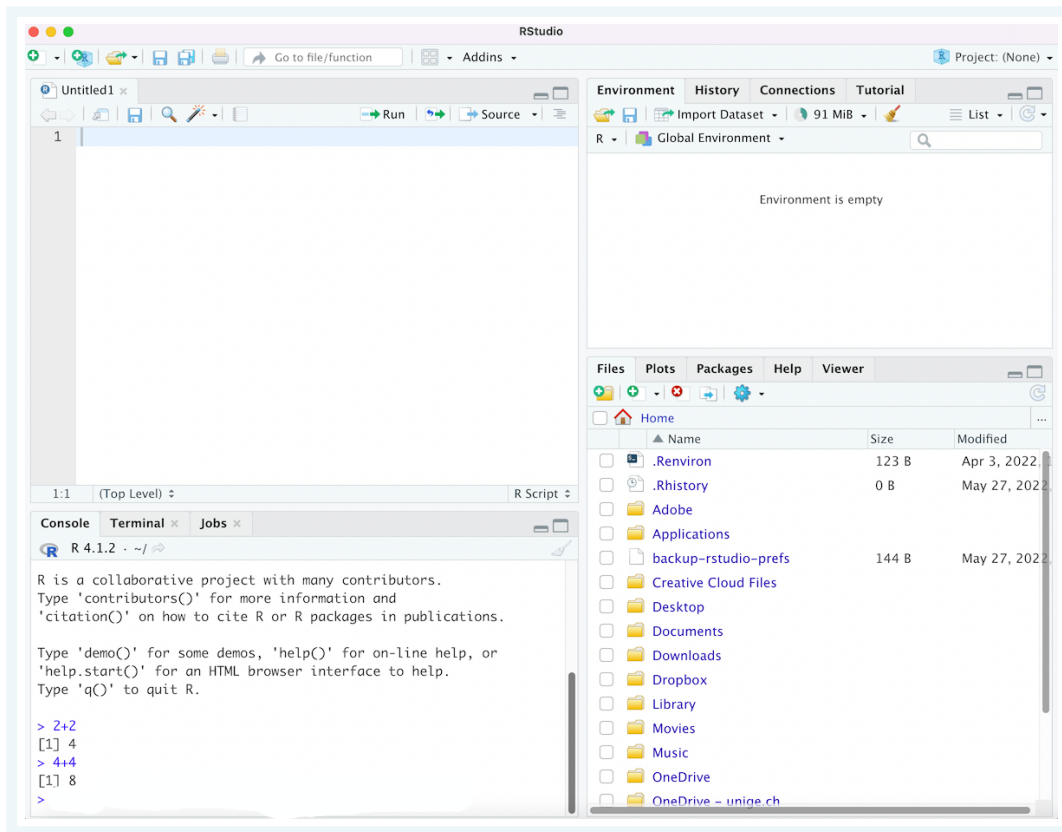 RStudio
Go to file/function
Addins
Project: (None)
Untitled1
Run
Source
1
1:1 (Top Level)
R Script
Console Terminal Jobs
R 4.1.2 · ~/
R is a collaborative project with many contributors.
Type 'contributors()' for more information and
'citation()' on how to cite R or R packages in publications.
Type 'demo()' for some demos, 'help()' for on-line help, or
'help.start()' for an HTML browser interface to help.
Type 'q()' to quit R.
> 2+2
[1] 4
> 4+4
[1] 8
>
Environment History Connections Tutorial
Import Dataset 91 MiB List
R Global Environment
Environment is empty
Files Plots Packages Help Viewer
Home ...
Name Size Modified
.Renviron 123 B Apr 3, 2022, 1
.Rhistory 0 B May 27, 2022,
Adobe
Applications
backup-rstudio-prefs 144 B May 27, 2022,
Creative Cloud Files
Desktop
Documents
Downloads
Dropbox
Library
Movies
Music
OneDrive
OneDrive - unige.ch